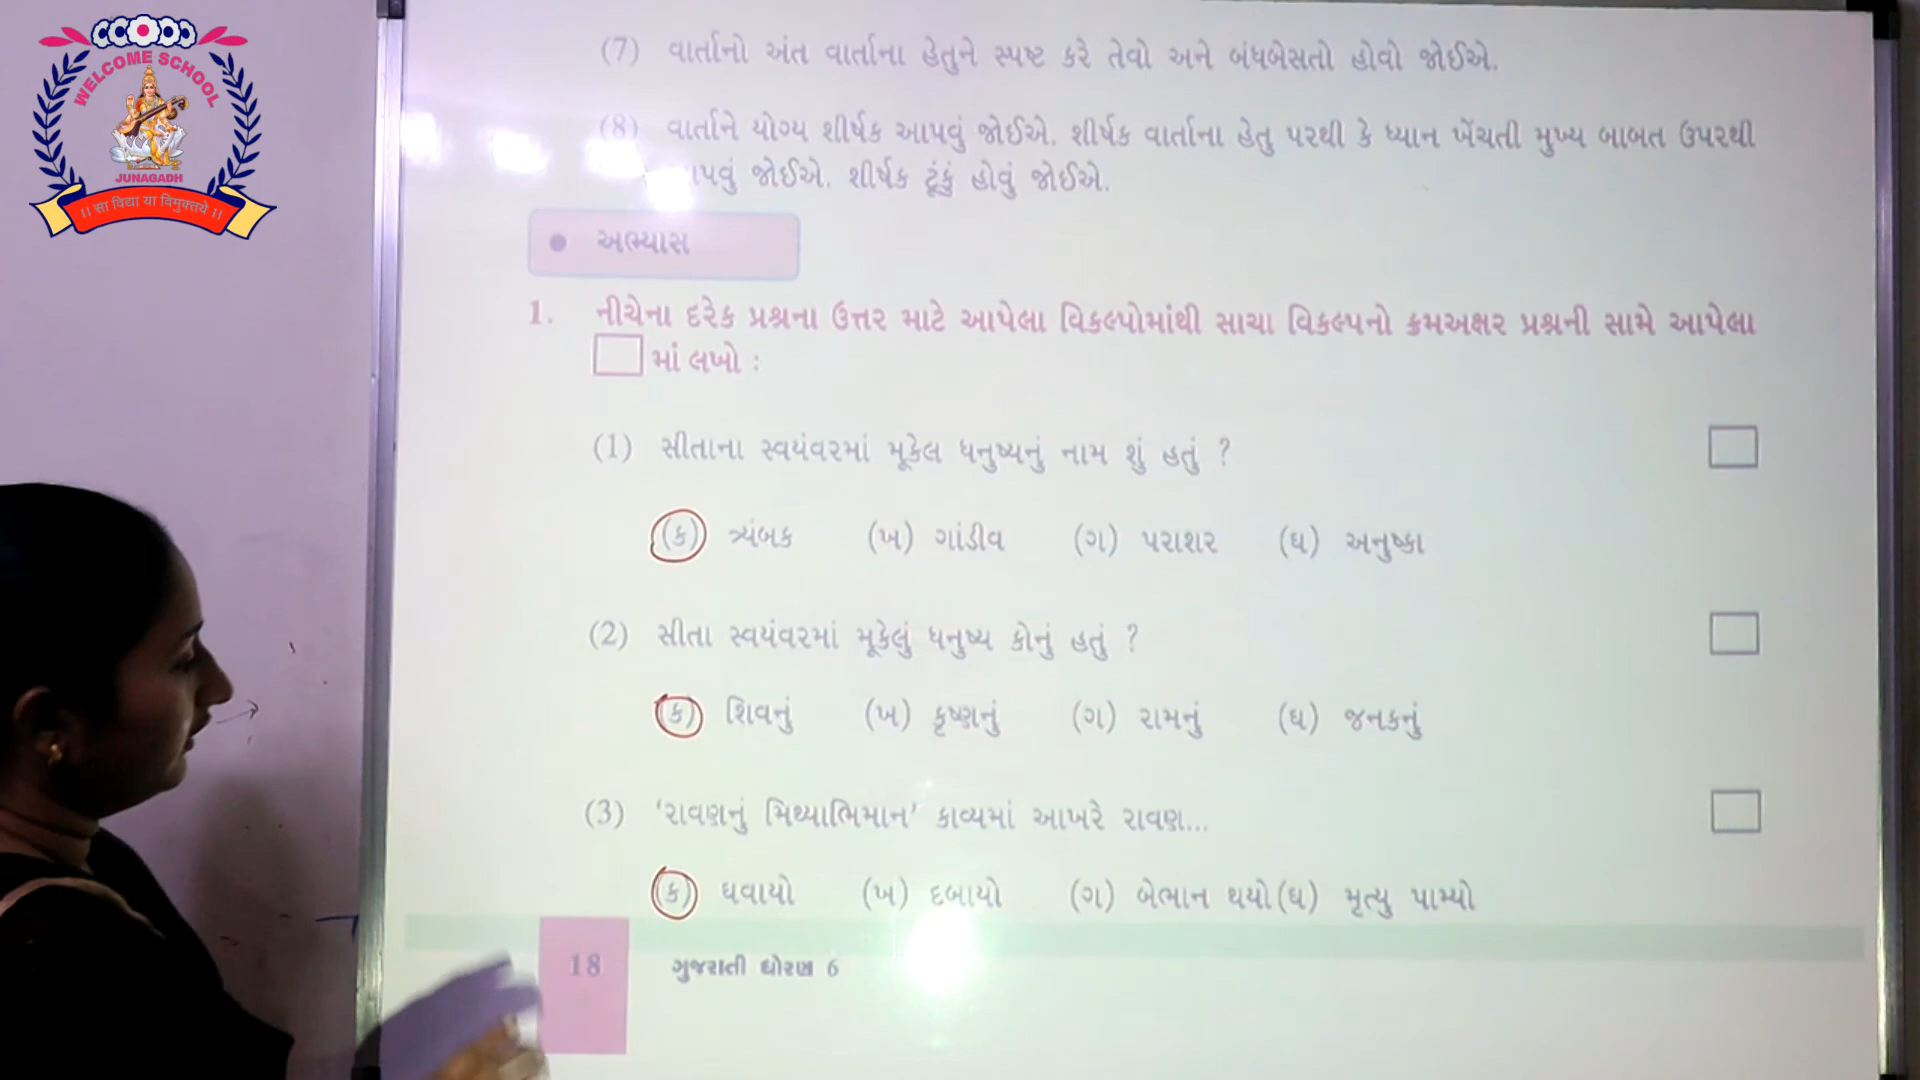 WELCOME SCHOOL
JUNAGADH
।। सा विद्या या विमुक्तये ।।
(7) વાર્તાનો અંત વાર્તાના હેતુને સ્પષ્ટ કરે તેવો અને બંધબેસતો હોવો જોઈએ.
(8) વાર્તાને યોગ્ય શીર્ષક આપવું જોઈએ. શીર્ષક વાર્તાના હેતુ પરથી કે ધ્યાન ખેંચતી મુખ્ય બાબત ઉપરથી
જોઈએ. શીર્ષક ટૂંકું હોવું જોઈએ.
● અભ્યાસ
1. નીચેના દરેક પ્રશ્નના ઉત્તર માટે આપેલા વિકલ્પોમાંથી સાચા વિકલ્પનો ક્રમઅક્ષર પ્રશ્નની સામે આપેલા
માં લખો :
(1) સીતાના સ્વયંવરમાં મૂકેલ ધનુષ્યનું નામ શું હતું ?
(ક) ત્ર્યંબક (ખ) ગાંડીવ (ગ) પરાશર (ઘ) અનુષ્કા
(2) સીતા સ્વયંવરમાં મૂકેલું ધનુષ્ય કોનું હતું ?
(ક) શિવનું (ખ) કૃષ્ણનું (ગ) રામનું (ઘ) જનકનું
(3) ‘રાવણનું મિથ્યાભિમાન’ કાવ્યમાં આખરે રાવણ...
(ક) ઘવાયો (ખ) દબાયો (ગ) બેભાન થયો (ઘ) મૃત્યુ પામ્યો
18 ગુજરાતી ધોરણ 6